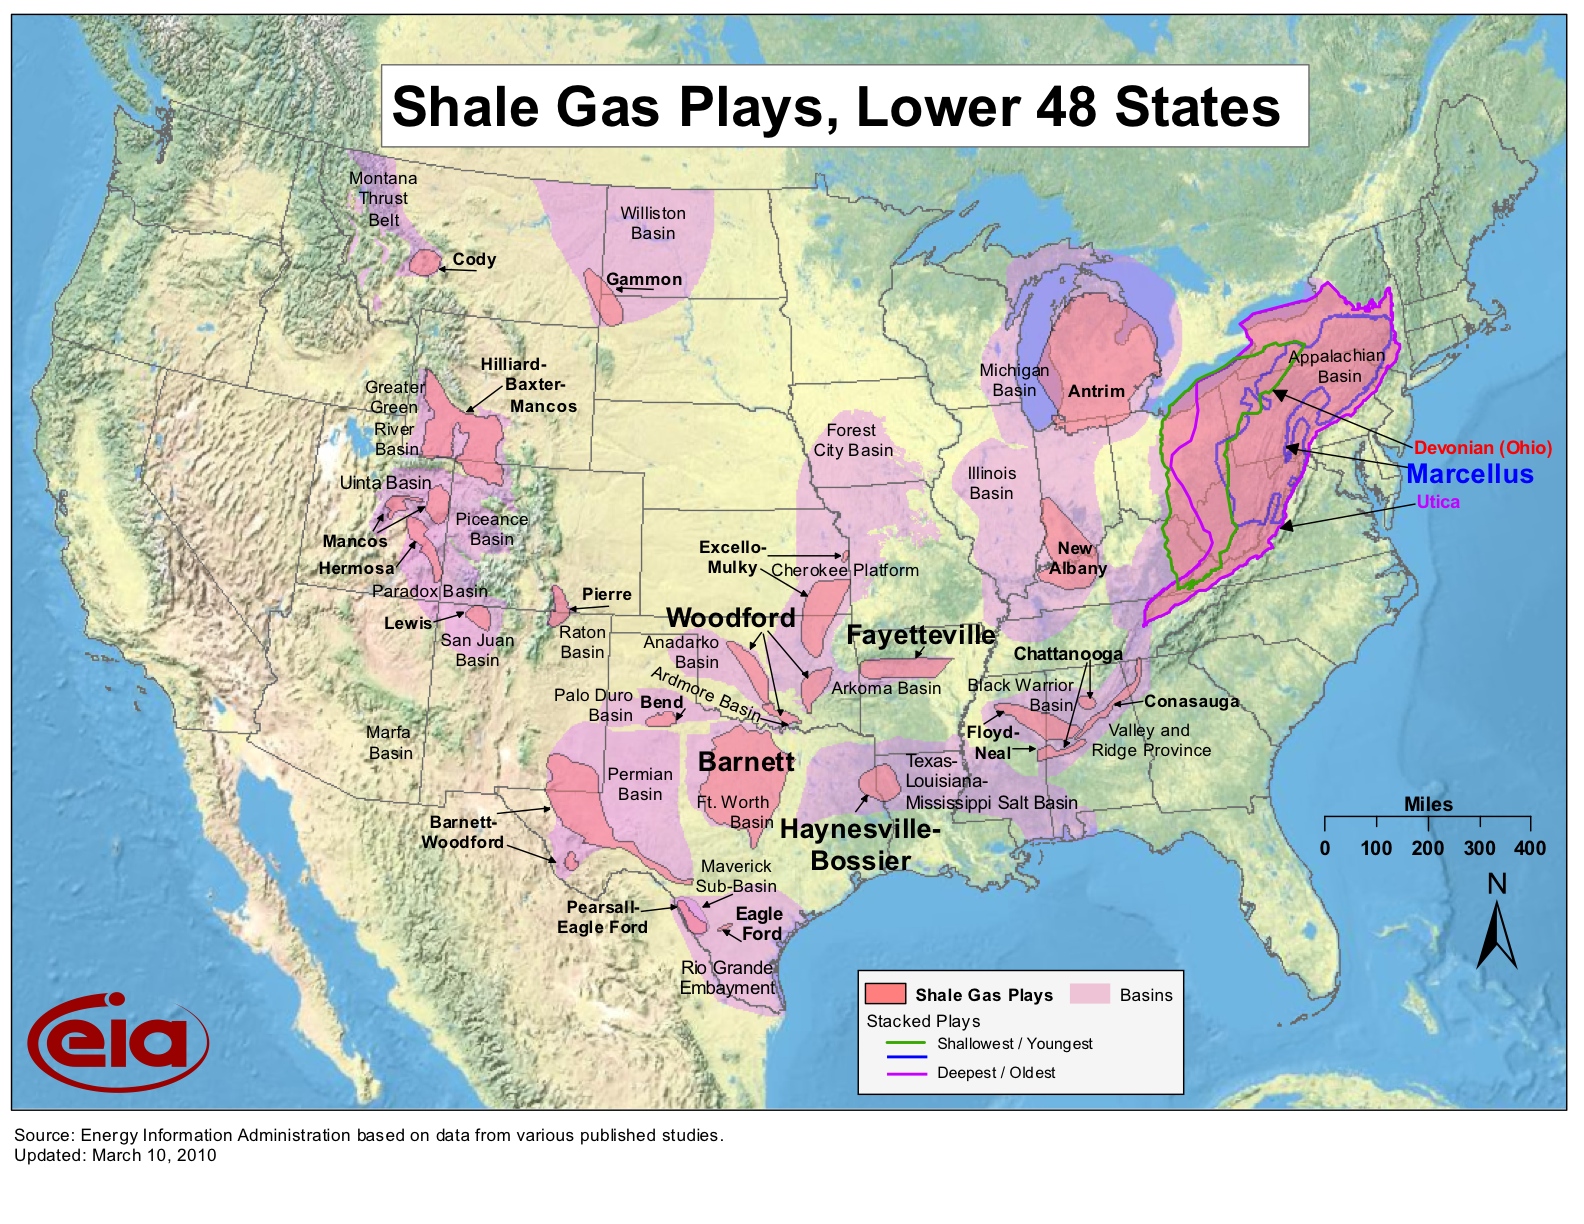 Shale Gas Plays, Lower 48 States
Montana
Thrust
Belt
Cody
Williston
Basin
Gammon
Hilliard-
Baxter-
Mancos
Greater
Green
River
Basin
Uinta Basin
Piceance
Basin
Mancos
Hermosa
Paradox Basin
Lewis
San Juan
Basin
Pierre
Raton
Basin
Marfa
Basin
Michigan
Basin
Antrim
Forest
City Basin
Illinois
Basin
New
Albany
Appalachian
Basin
Devonian (Ohio)
Marcellus
Utica
Excello-
Mulky
Cherokee Platform
Woodford
Anadarko
Basin
Ardmore Basin
Palo Duro
Basin
Bend
Fayetteville
Arkoma Basin
Chattanooga
Black Warrior
Basin
Conasauga
Floyd-
Neal
Valley and
Ridge Province
Barnett
Ft. Worth
Basin
Permian
Basin
Texas-
Louisiana-
Mississippi Salt Basin
Haynesville-
Bossier
Barnett-
Woodford
Maverick
Sub-Basin
Pearsall-
Eagle Ford
Eagle
Ford
Rio Grande
Embayment
Miles
0 100 200 300 400
N
Shale Gas Plays
Basins
Stacked Plays
Shallowest / Youngest
Deepest / Oldest
eia
Source: Energy Information Administration based on data from various published studies.
Updated: March 10, 2010